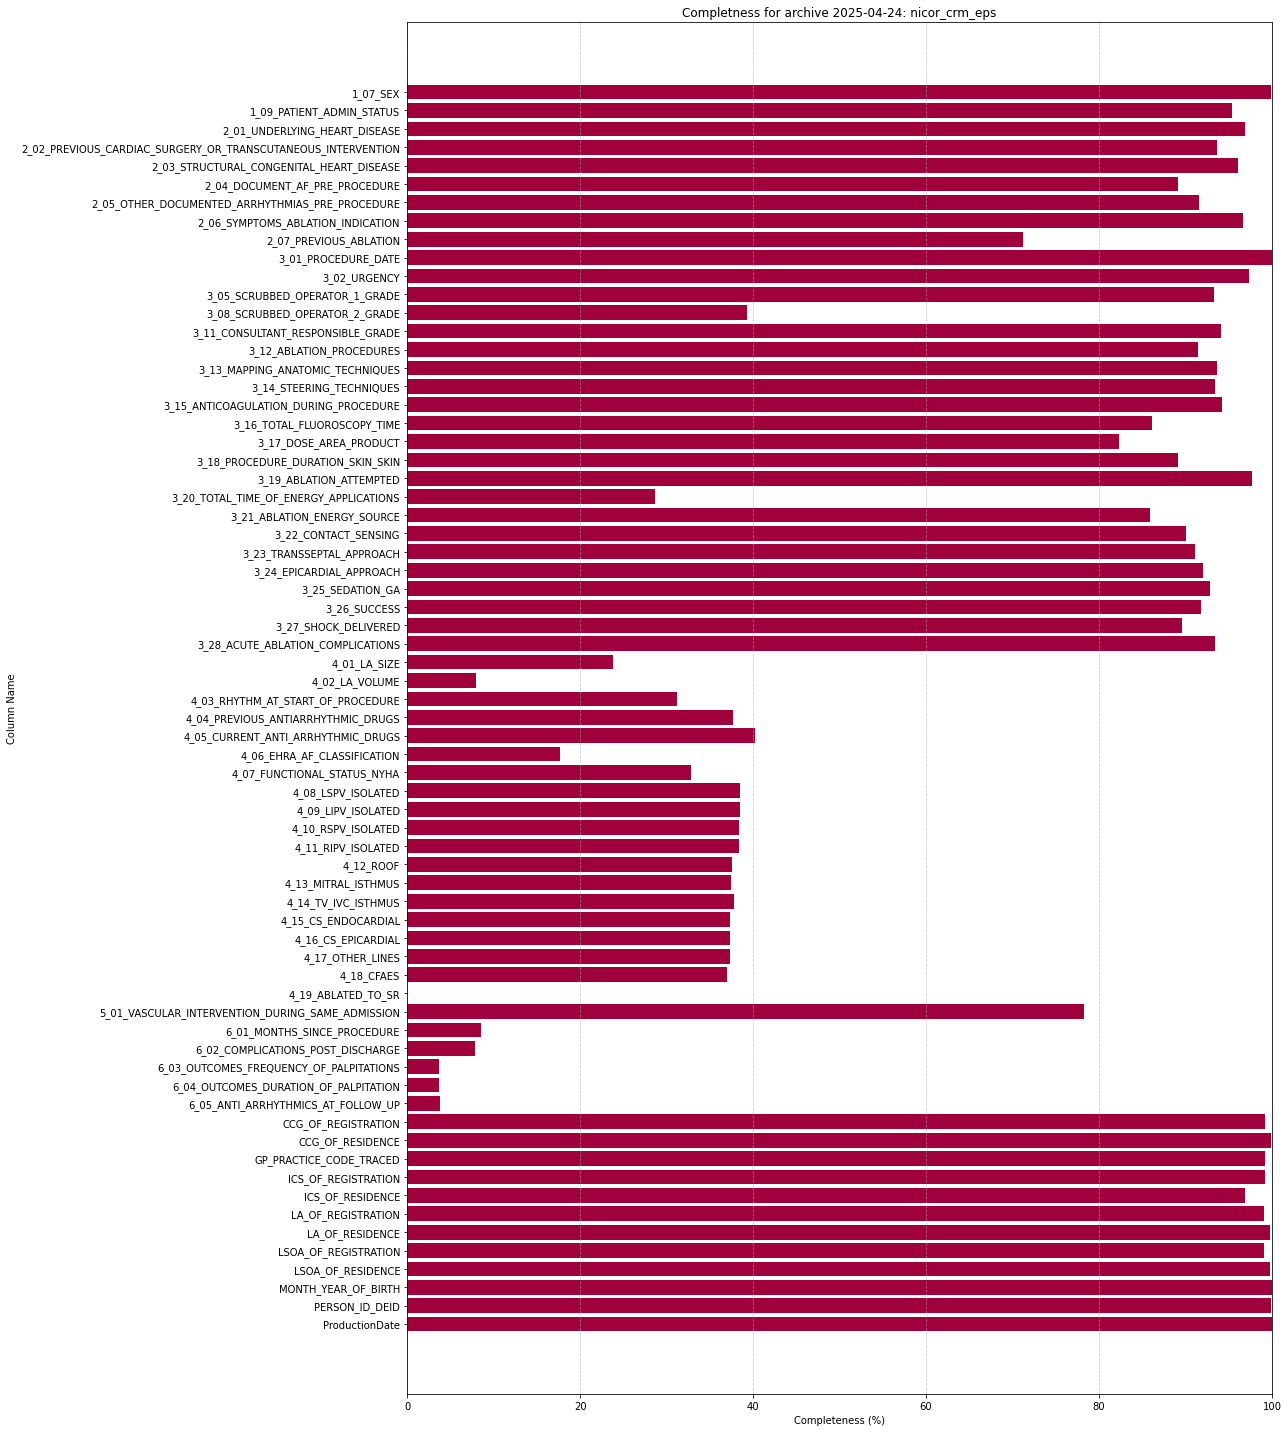 Completness for archive 2025-04-24: nicor_crm_eps
1_07_SEX
1_09_PATIENT_ADMIN_STATUS
2_01_UNDERLYING_HEART_DISEASE
2_02_PREVIOUS_CARDIAC_SURGERY_OR_TRANSCUTANEOUS_INTERVENTION
2_03_STRUCTURAL_CONGENITAL_HEART_DISEASE
2_04_DOCUMENT_AF_PRE_PROCEDURE
2_05_OTHER_DOCUMENTED_ARRHYTHMIAS_PRE_PROCEDURE
2_06_SYMPTOMS_ABLATION_INDICATION
2_07_PREVIOUS_ABLATION
3_01_PROCEDURE_DATE
3_02_URGENCY
3_05_SCRUBBED_OPERATOR_1_GRADE
3_08_SCRUBBED_OPERATOR_2_GRADE
3_11_CONSULTANT_RESPONSIBLE_GRADE
3_12_ABLATION_PROCEDURES
3_13_MAPPING_ANATOMIC_TECHNIQUES
3_14_STEERING_TECHNIQUES
3_15_ANTICOAGULATION_DURING_PROCEDURE
3_16_TOTAL_FLUOROSCOPY_TIME
3_17_DOSE_AREA_PRODUCT
3_18_PROCEDURE_DURATION_SKIN_SKIN
3_19_ABLATION_ATTEMPTED
3_20_TOTAL_TIME_OF_ENERGY_APPLICATIONS
3_21_ABLATION_ENERGY_SOURCE
3_22_CONTACT_SENSING
3_23_TRANSSEPTAL_APPROACH
3_24_EPICARDIAL_APPROACH
3_25_SEDATION_GA
3_26_SUCCESS
3_27_SHOCK_DELIVERED
3_28_ACUTE_ABLATION_COMPLICATIONS
4_01_LA_SIZE
4_02_LA_VOLUME
4_03_RHYTHM_AT_START_OF_PROCEDURE
4_04_PREVIOUS_ANTIARRHYTHMIC_DRUGS
4_05_CURRENT_ANTI_ARRHYTHMIC_DRUGS
4_06_EHRA_AF_CLASSIFICATION
4_07_FUNCTIONAL_STATUS_NYHA
4_08_LSPV_ISOLATED
4_09_LIPV_ISOLATED
4_10_RSPV_ISOLATED
4_11_RIPV_ISOLATED
4_12_ROOF
4_13_MITRAL_ISTHMUS
4_14_TV_IVC_ISTHMUS
4_15_CS_ENDOCARDIAL
4_16_CS_EPICARDIAL
4_17_OTHER_LINES
4_18_CFAES
4_19_ABLATED_TO_SR
5_01_VASCULAR_INTERVENTION_DURING_SAME_ADMISSION
6_01_MONTHS_SINCE_PROCEDURE
6_02_COMPLICATIONS_POST_DISCHARGE
6_03_OUTCOMES_FREQUENCY_OF_PALPITATIONS
6_04_OUTCOMES_DURATION_OF_PALPITATION
6_05_ANTI_ARRHYTHMICS_AT_FOLLOW_UP
CCG_OF_REGISTRATION
CCG_OF_RESIDENCE
GP_PRACTICE_CODE_TRACED
ICS_OF_REGISTRATION
ICS_OF_RESIDENCE
LA_OF_REGISTRATION
LA_OF_RESIDENCE
LSOA_OF_REGISTRATION
LSOA_OF_RESIDENCE
MONTH_YEAR_OF_BIRTH
PERSON_ID_DEID
ProductionDate
Column Name
0 20 40 60 80 100
Completeness (%)